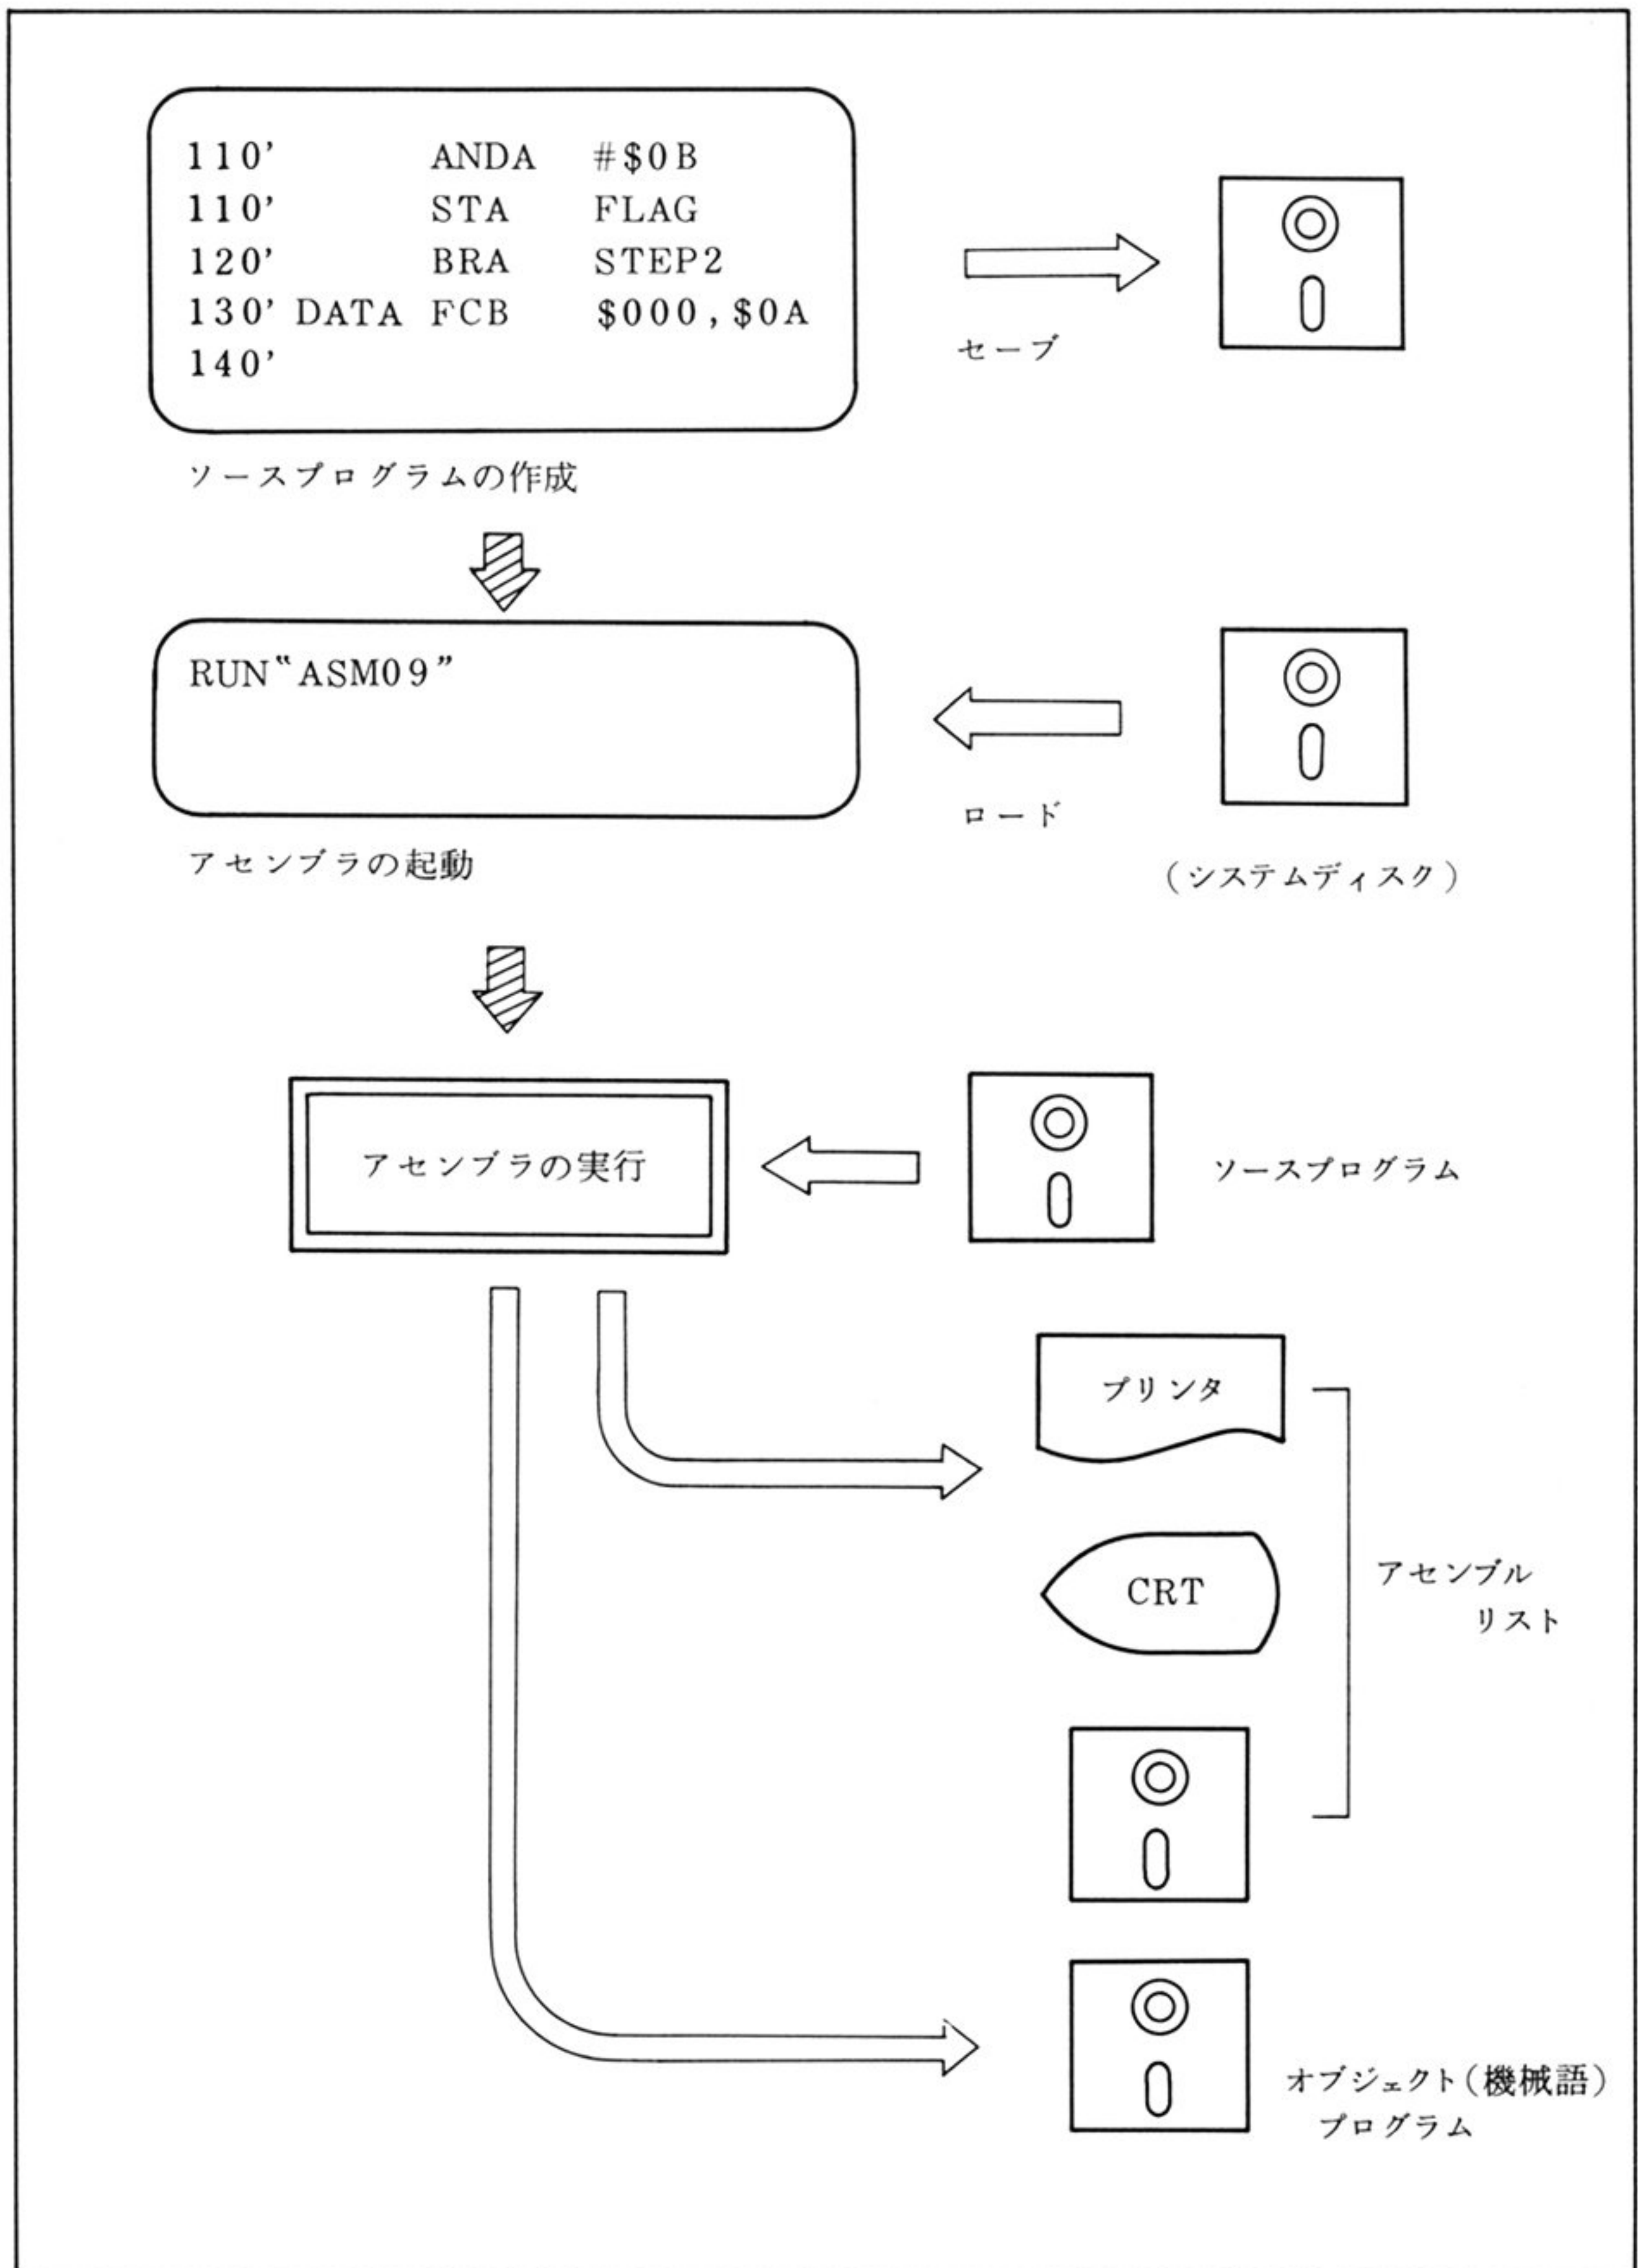 110'       ANDA  #$0B
110'       STA   FLAG
120'       BRA   STEP2
130' DATA  FCB   $000,$0A
140'
セーブ
ソースプログラムの作成
RUN〝ASM09”
ロード
アセンブラの起動
(システムディスク)
アセンブラの実行
ソースプログラム
プリンタ
CRT
アセンブル
リスト
オブジェクト(機械語)
プログラム